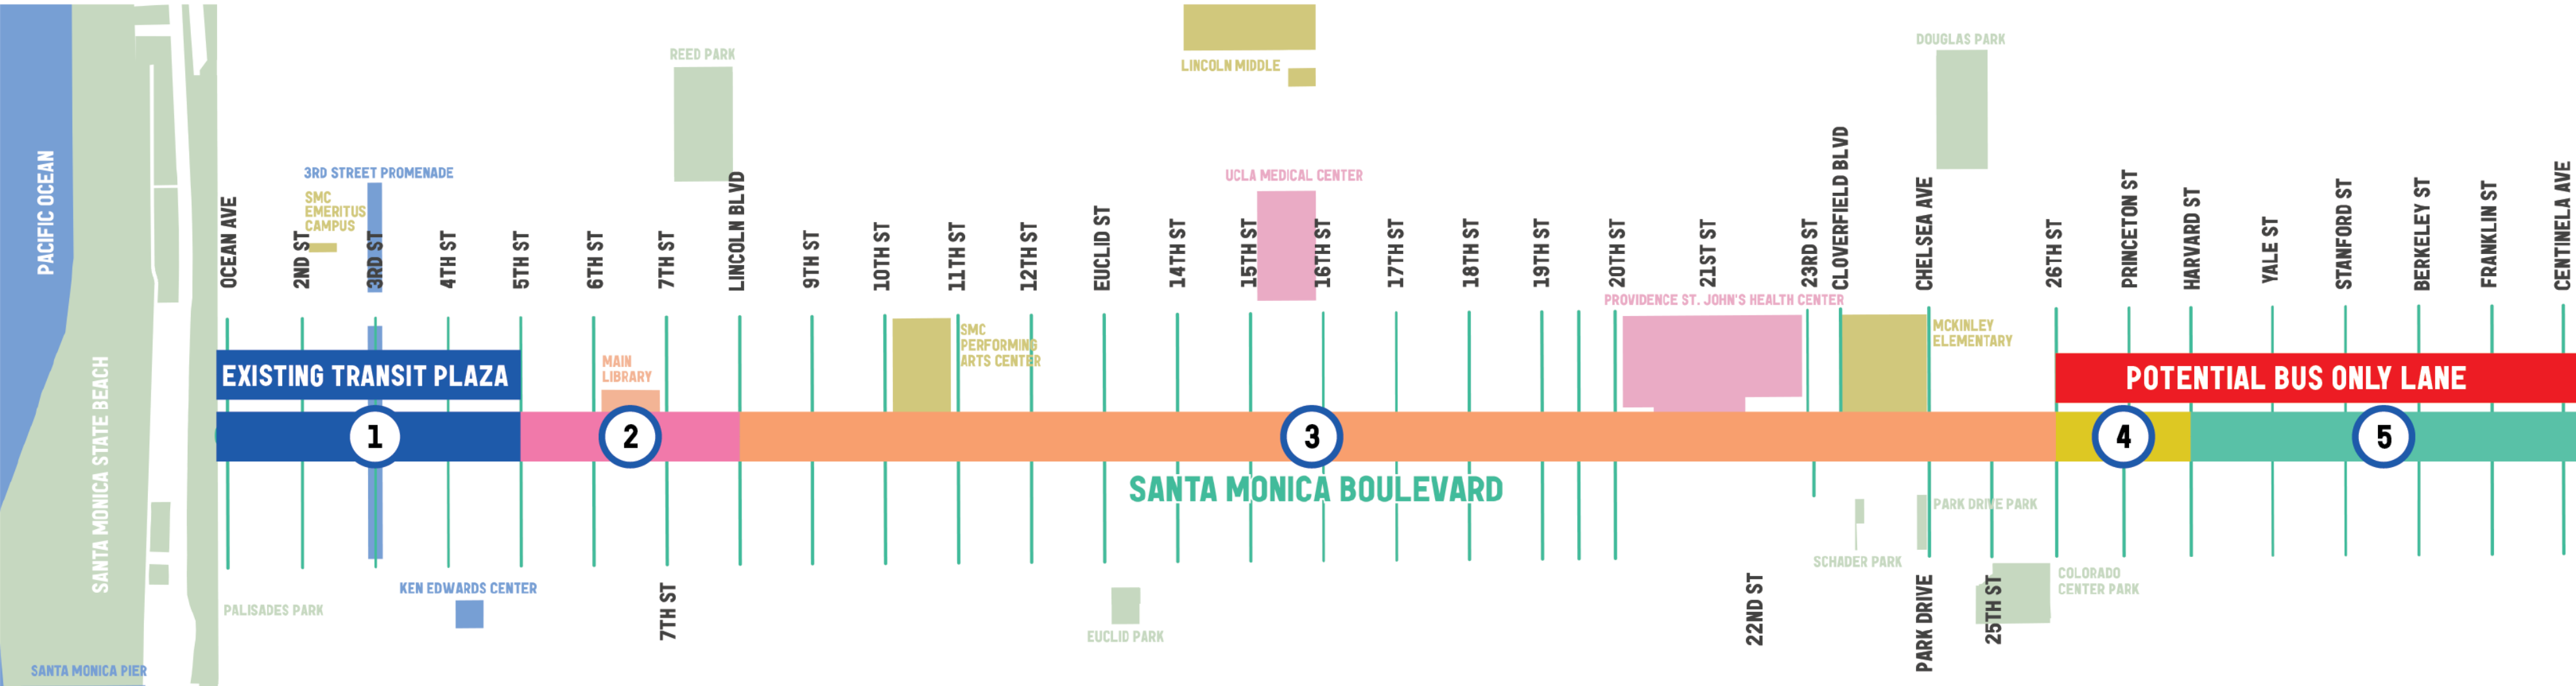 PACIFIC OCEAN
SANTA MONICA STATE BEACH
SANTA MONICA PIER
PALISADES PARK
REED PARK
LINCOLN MIDDLE
DOUGLAS PARK
3RD STREET PROMENADE
SMC
EMERITUS
CAMPUS
UCLA MEDICAL CENTER
OCEAN AVE
2ND ST
3RD ST
4TH ST
5TH ST
6TH ST
7TH ST
LINCOLN BLVD
9TH ST
10TH ST
11TH ST
12TH ST
EUCLID ST
14TH ST
15TH ST
16TH ST
17TH ST
18TH ST
19TH ST
20TH ST
21ST ST
23RD ST
CLOVERFIELD BLVD
CHELSEA AVE
26TH ST
PRINCETON ST
HARVARD ST
YALE ST
STANFORD ST
BERKELEY ST
FRANKLIN ST
CENTINELA AVE
PROVIDENCE ST. JOHN'S HEALTH CENTER
SMC
PERFORMING
ARTS CENTER
MCKINLEY
ELEMENTARY
MAIN
LIBRARY
EXISTING TRANSIT PLAZA
POTENTIAL BUS ONLY LANE
1
2
3
4
5
SANTA MONICA BOULEVARD
PARK DRIVE PARK
SCHADER PARK
COLORADO
CENTER PARK
KEN EDWARDS CENTER
EUCLID PARK
7TH ST
22ND ST
PARK DRIVE
25TH ST